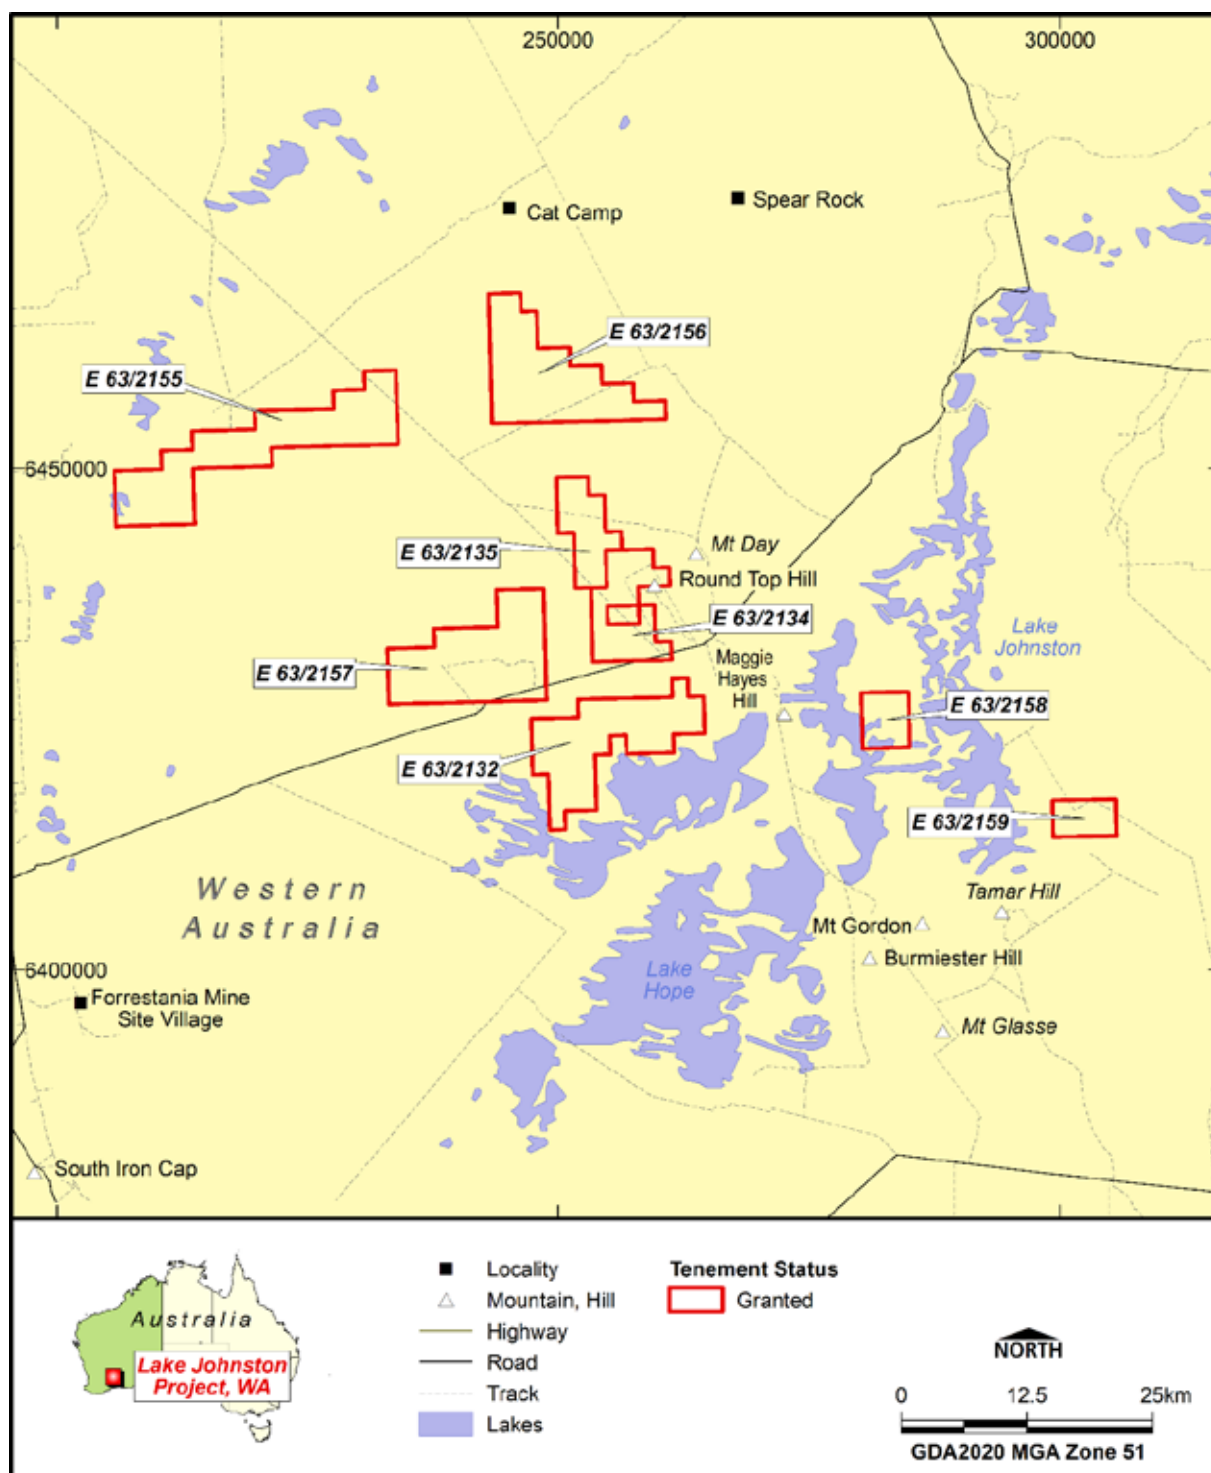 250000
300000
Cat Camp
Spear Rock
E 63/2156
E 63/2155
6450000
E 63/2135
Mt Day
Round Top Hill
E 63/2134
Lake
Johnston
E 63/2157
Maggie
Hayes
Hill
E 63/2158
E 63/2132
E 63/2159
Western
Australia
Tamar Hill
Mt Gordon
Burmiester Hill
Lake
Hope
6400000
Forrestania Mine
Site Village
Mt Glasse
South Iron Cap
Australia
Lake Johnston
Project, WA
Locality
Mountain, Hill
Highway
Road
Track
Lakes
Tenement Status
Granted
NORTH
0 12.5 25km
GDA2020 MGA Zone 51